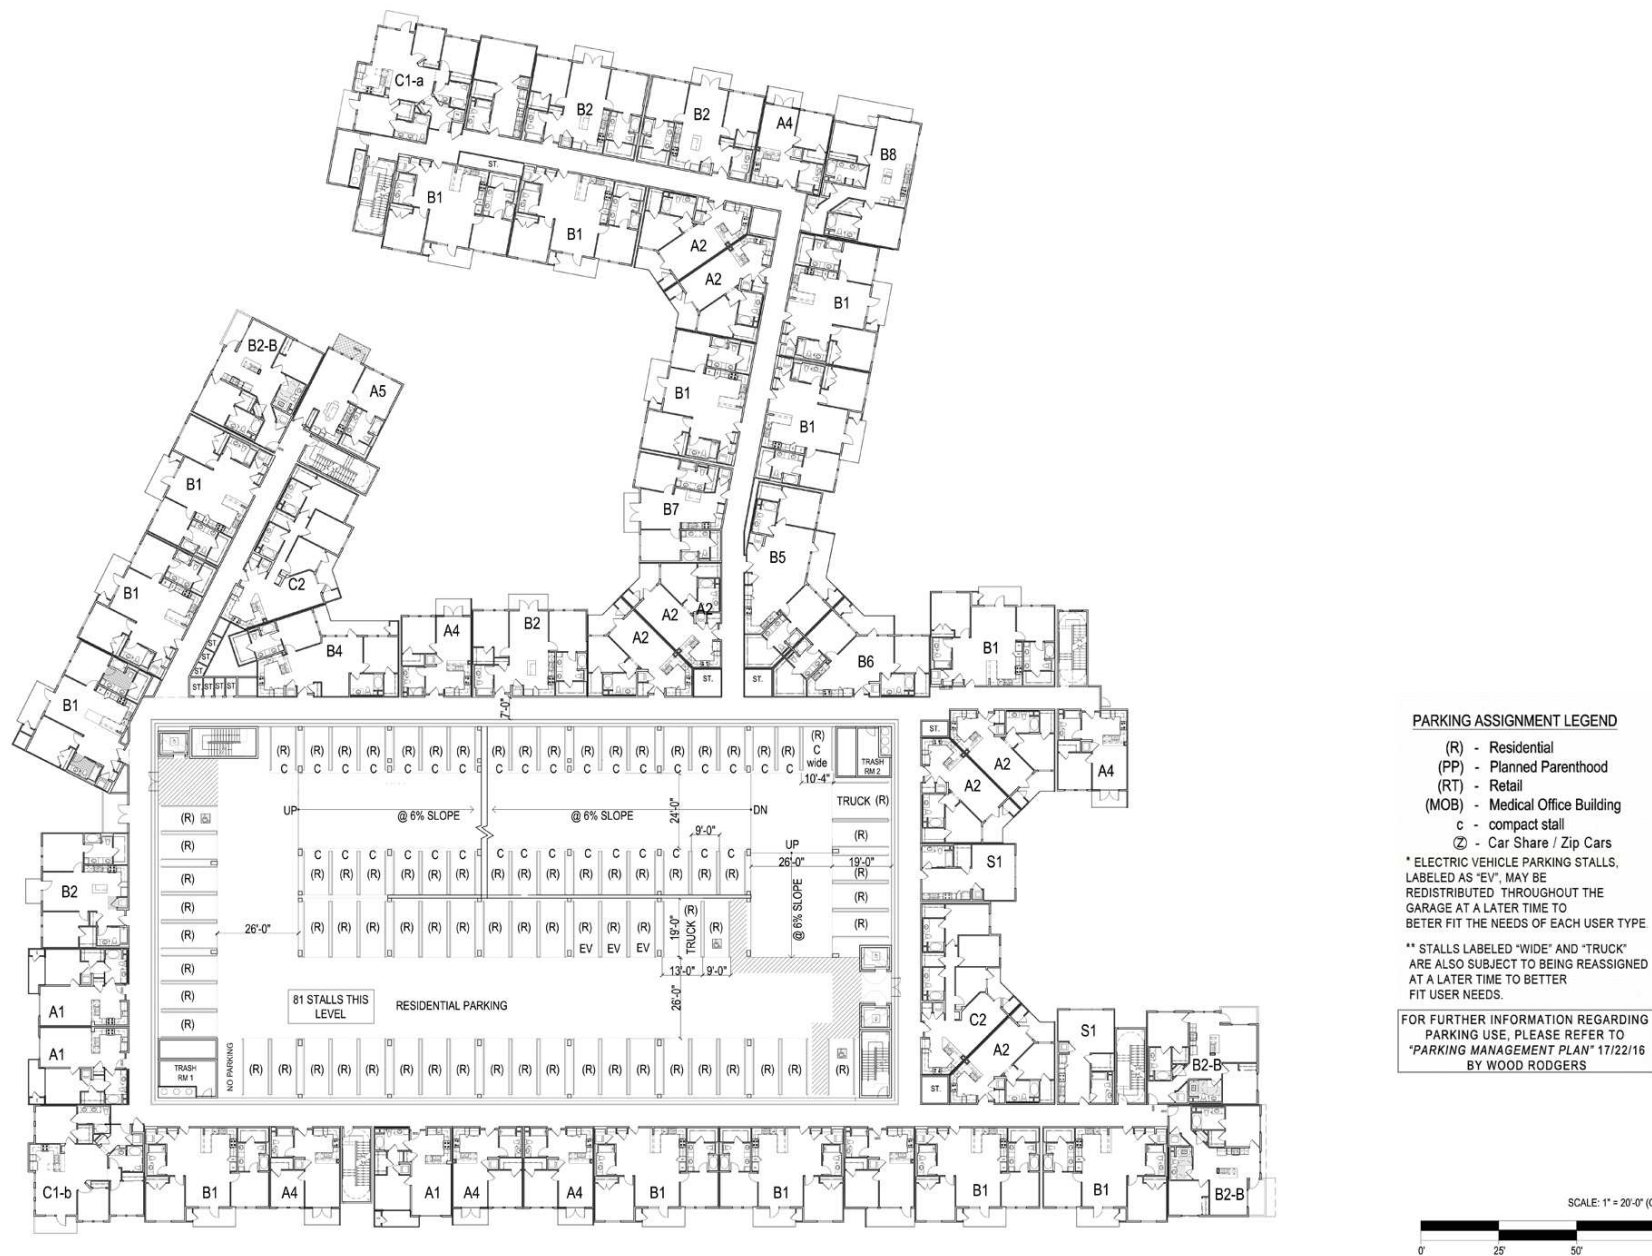 C1-a
B2
B2
A4
B8
ST.
B1
B1
A2
A2
B1
B2-B
A5
B1
B1
B1
B7
B1
B5
C2
B1
A4
B2
A2
A2
A2
B4
B6
B1
ST.
ST.
ST.
ST.
ST. ST. ST. ST.
ST.
ST.
B1
7'-0"
(R) (R) (R) (R) (R) (R) (R) (R) (R) (R) (R) (R) (R) (R) (R) (R) (R) (R) (R) (R)
C C C C C C C C C C C C C C C C C C C C
wide
10'-4"
TRASH
RM 2
ST.
A2
A2
A4
UP
@ 6% SLOPE
@ 6% SLOPE
24'-0"
DN
TRUCK (R)
(R) ♿
(R)
9'-0"
(R)
(R)
UP
26'-0"
19'-0"
C C C C C C C C C C C C C C C C
(R) (R) (R) (R) (R) (R) (R) (R) (R) (R) (R) (R) (R) (R) (R) (R)
@ 6% SLOPE
(R)
(R)
(R)
S1
B2
(R)
(R)
(R)
26'-0"
(R) (R) (R) (R) (R) (R) (R) (R) (R) (R) (R) (R) (R) (R) (R)
EV EV EV
19'-0"
TRUCK
13'-0"
9'-0"
(R)
(R)
(R)
81 STALLS THIS
LEVEL
RESIDENTIAL PARKING
26'-0"
A1
A1
C2
A2
S1
B2-B
TRASH
RM 1
NO PARKING
(R) (R) (R) (R) (R) (R) (R) (R) (R) (R) (R) (R) (R) (R) (R) (R) (R) (R) (R) (R) (R)
ST.
C1-b
B1
A4
A1
A4
A4
B1
B1
B1
B1
B2-B
PARKING ASSIGNMENT LEGEND
(R) - Residential
(PP) - Planned Parenthood
(RT) - Retail
(MOB) - Medical Office Building
c - compact stall
Ⓩ - Car Share / Zip Cars
* ELECTRIC VEHICLE PARKING STALLS,
LABELED AS "EV", MAY BE
REDISTRIBUTED THROUGHOUT THE
GARAGE AT A LATER TIME TO
BETER FIT THE NEEDS OF EACH USER TYPE.
** STALLS LABELED "WIDE" AND "TRUCK"
ARE ALSO SUBJECT TO BEING REASSIGNED
AT A LATER TIME TO BETTER
FIT USER NEEDS.
FOR FURTHER INFORMATION REGARDING
PARKING USE, PLEASE REFER TO
"PARKING MANAGEMENT PLAN" 17/22/16
BY WOOD RODGERS
SCALE: 1" = 20'-0"
0' 25' 50'